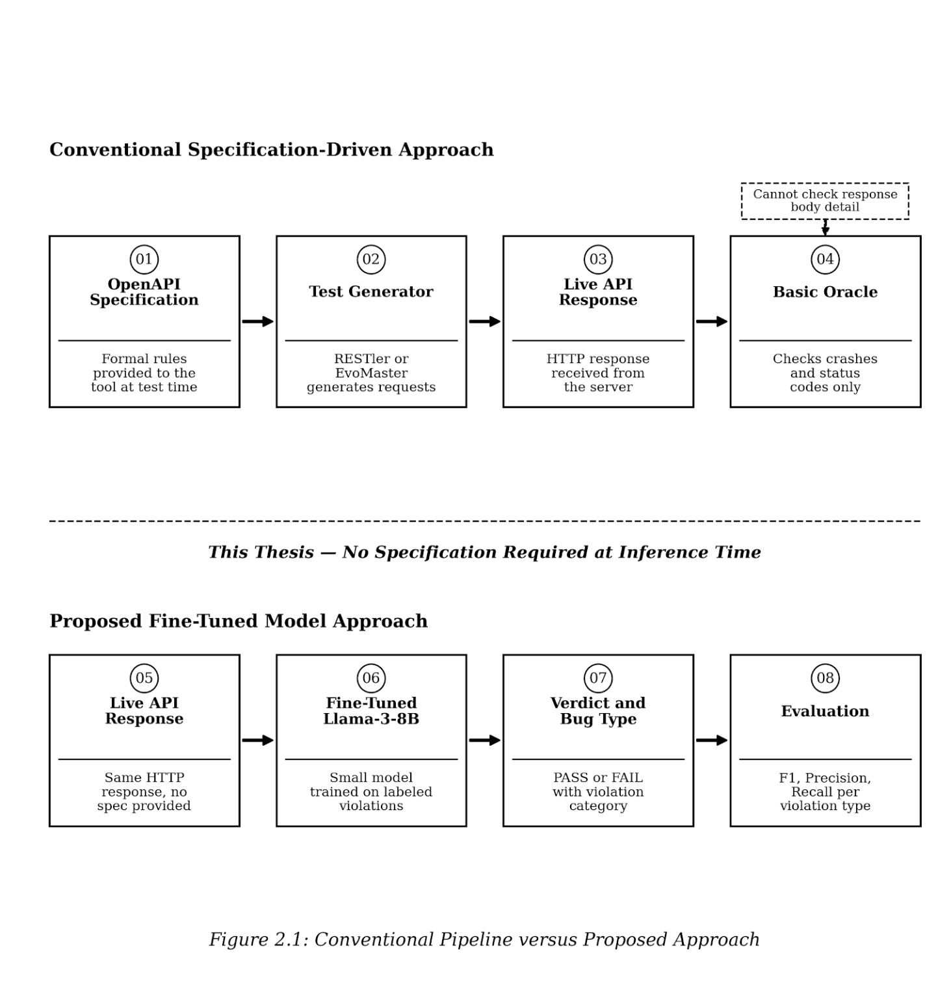 Conventional Specification-Driven Approach
Cannot check response
body detail
01
OpenAPI
Specification
Formal rules
provided to the
tool at test time
02
Test Generator
RESTler or
EvoMaster
generates requests
03
Live API
Response
HTTP response
received from
the server
04
Basic Oracle
Checks crashes
and status
codes only
This Thesis — No Specification Required at Inference Time
Proposed Fine-Tuned Model Approach
05
Live API
Response
Same HTTP
response, no
spec provided
06
Fine-Tuned
Llama-3-8B
Small model
trained on labeled
violations
07
Verdict and
Bug Type
PASS or FAIL
with violation
category
08
Evaluation
F1, Precision,
Recall per
violation type
Figure 2.1: Conventional Pipeline versus Proposed Approach